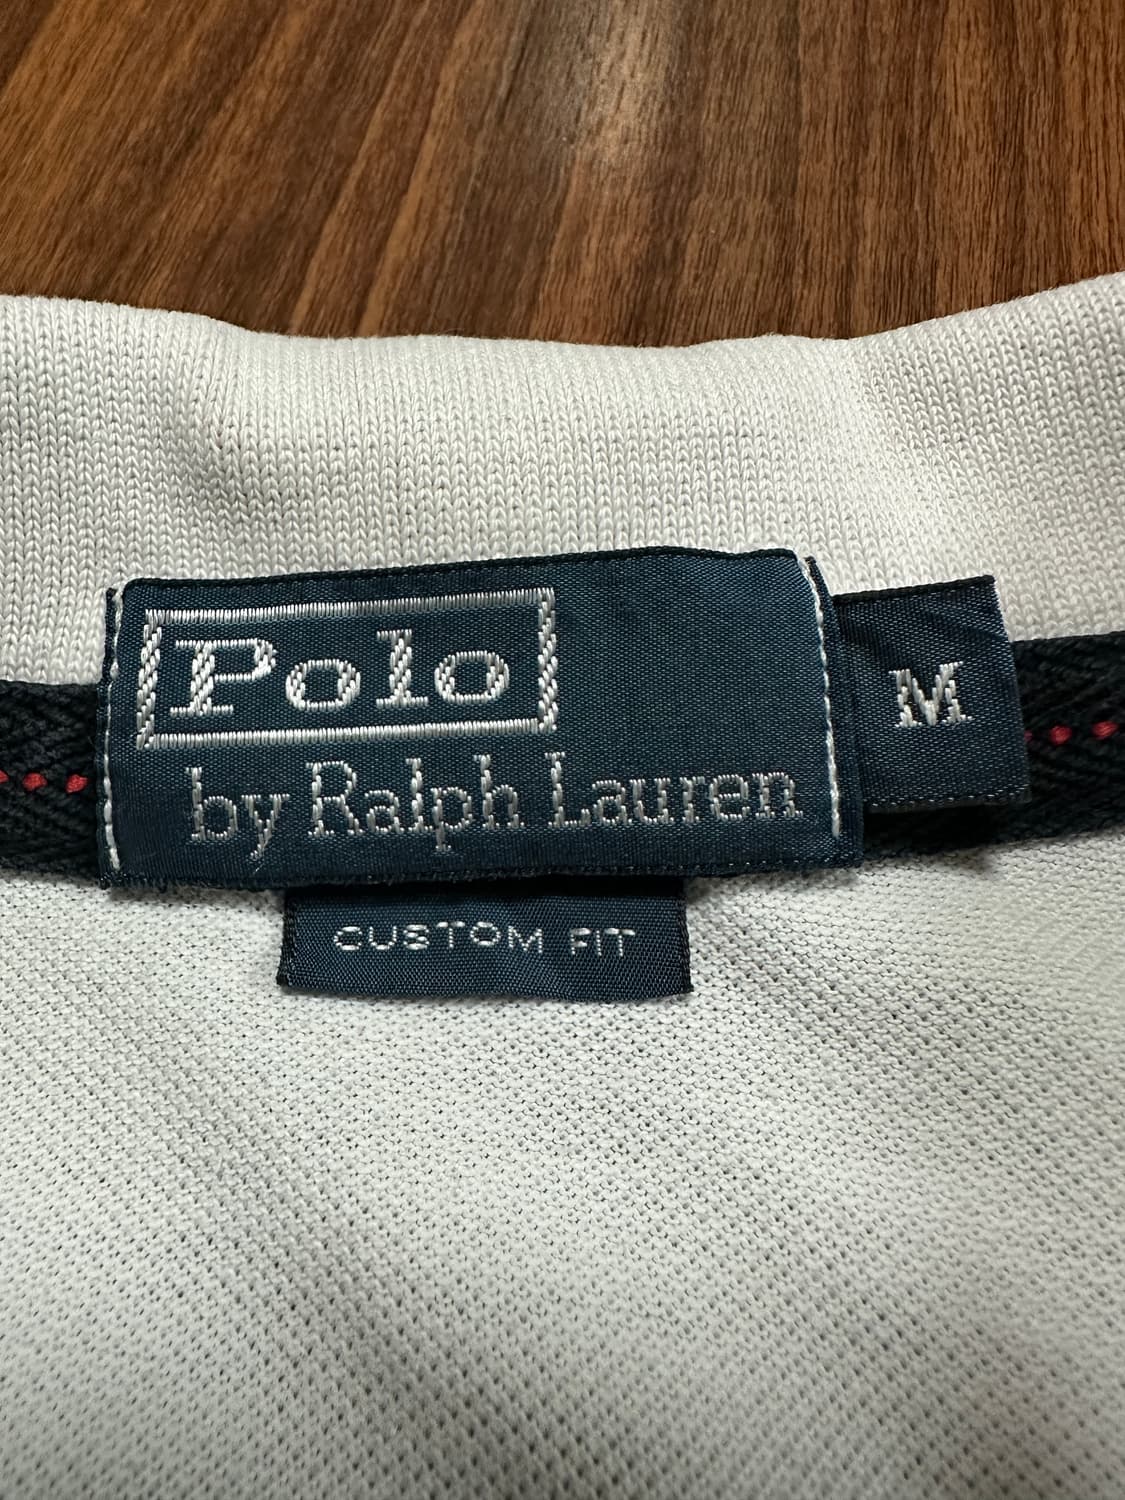 Polo
by Ralph Lauren
M
CUSTOM FIT